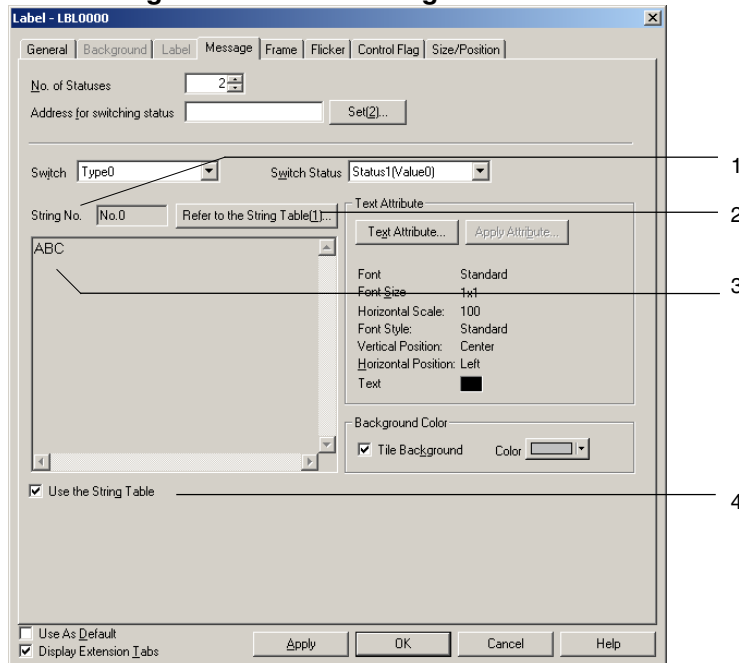 Label - LBL0000
General Background Label Message Frame Flicker Control Flag Size/Position
No. of Statuses 2
Address for switching status Set(2)...
Switch Type0 Switch Status Status1(Value0)
1
String No. No.0 Refer to the String Table(1)...
2
ABC
3
Text Attribute
Text Attribute... Apply Attribute...
Font Standard
Font Size 1x1
Horizontal Scale: 100
Font Style: Standard
Vertical Position: Center
Horizontal Position: Left
Text
Background Color
Tile Background Color
Use the String Table
4
Use As Default
Display Extension Tabs
Apply OK Cancel Help